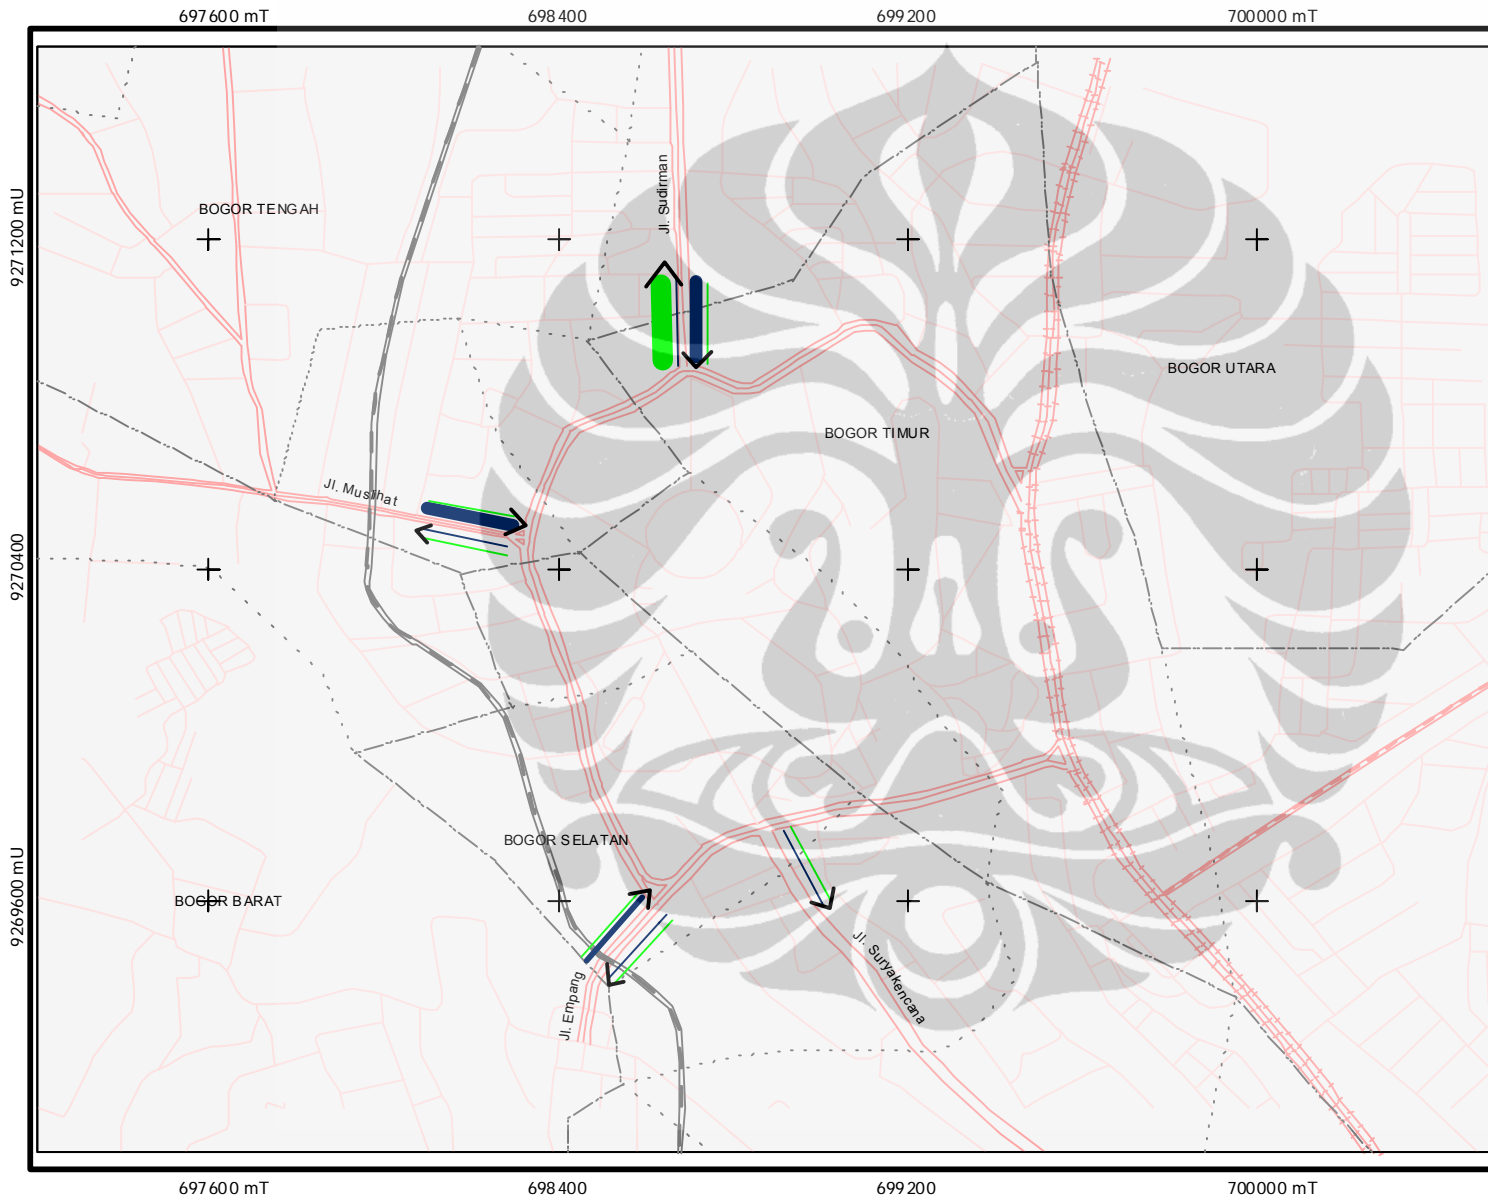 697600 mT
698400
699200
700000 mT
9271200 mU
Jl. Sudirman
BOGOR TENGAH
BOGOR UTARA
BOGOR TIMUR
Jl. Muslihat
9270400
BOGOR SELATAN
9269600 mU
BOGOR BARAT
Jl. Suryakencana
Jl. Empang
697600 mT
698400
699200
700000 mT